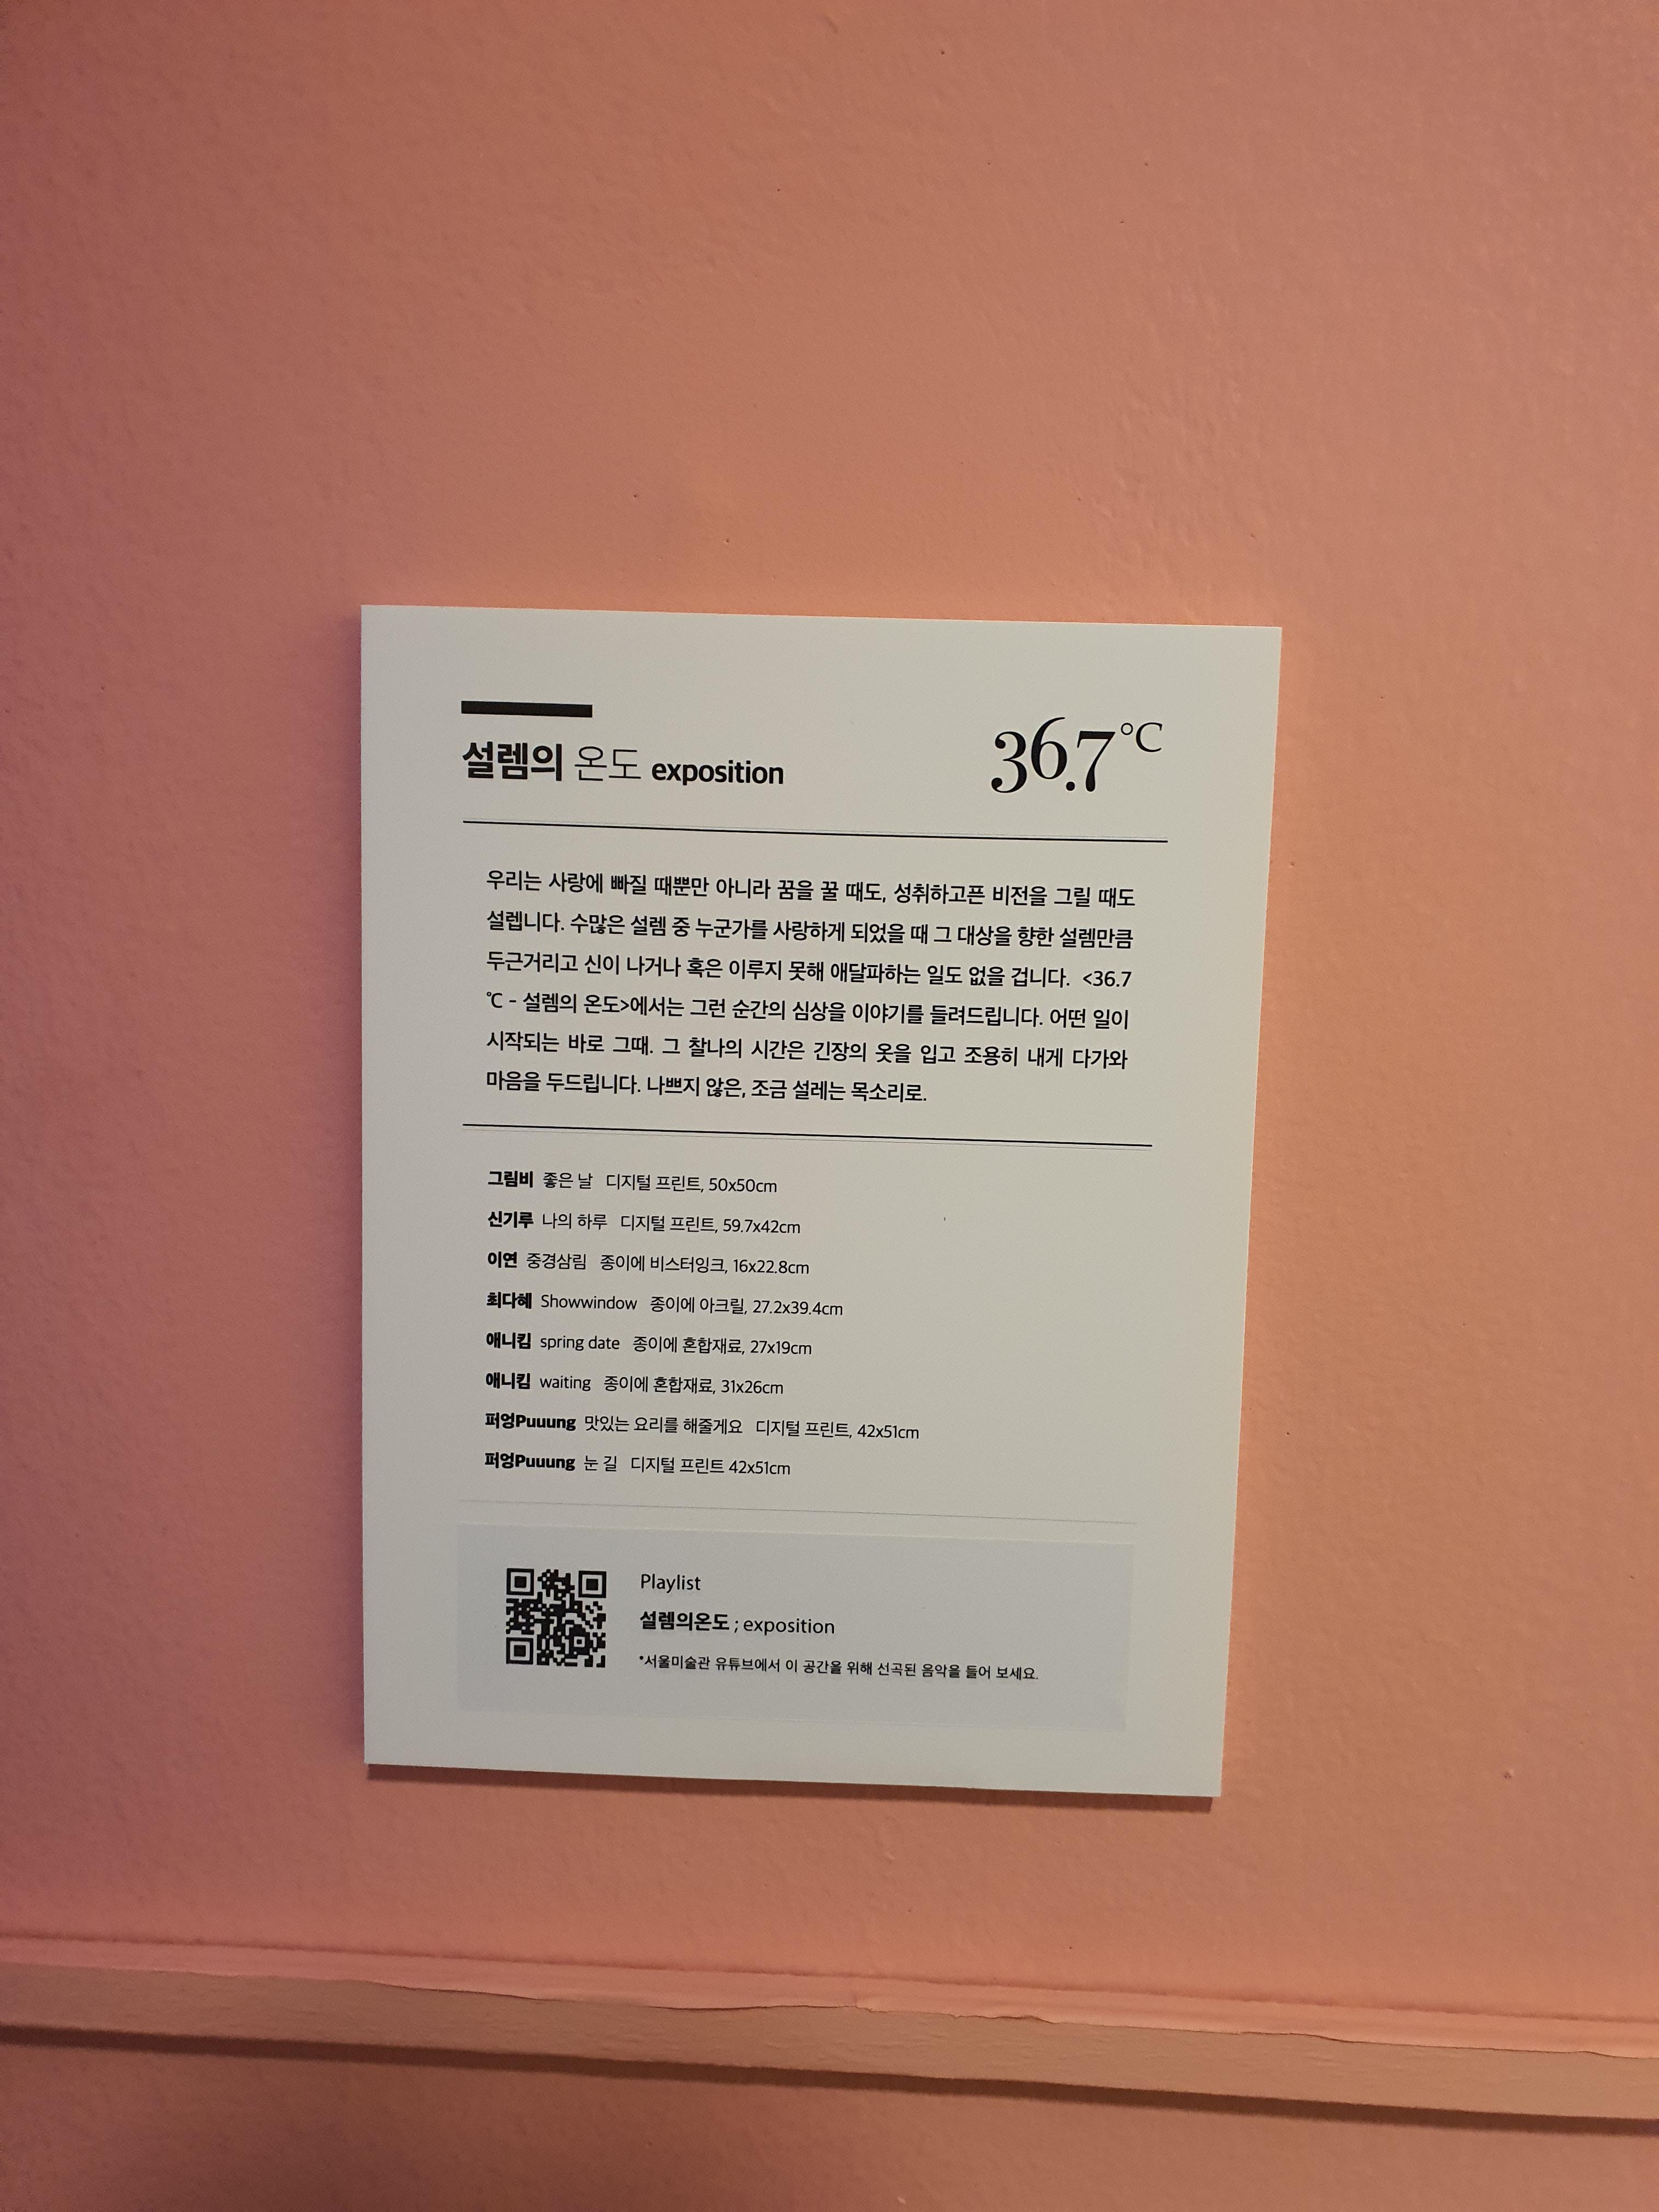 설렘의 온도 exposition
36.7℃
우리는 사랑에 빠질 때뿐만 아니라 꿈을 꿀 때도, 성취하고픈 비전을 그릴 때도
설렙니다. 수많은 설렘 중 누군가를 사랑하게 되었을 때 그 대상을 향한 설렘만큼
두근거리고 신이 나거나 혹은 이루지 못해 애달파하는 일도 없을 겁니다. <36.7
℃ - 설렘의 온도>에서는 그런 순간의 심상을 이야기를 들려드립니다. 어떤 일이
시작되는 바로 그때. 그 찰나의 시간은 긴장의 옷을 입고 조용히 내게 다가와
마음을 두드립니다. 나쁘지 않은, 조금 설레는 목소리로.
그림비 좋은 날 디지털 프린트, 50x50cm
신기루 나의 하루 디지털 프린트, 59.7x42cm
이연 중경삼림 종이에 비스터잉크, 16x22.8cm
최다혜 Showwindow 종이에 아크릴, 27.2x39.4cm
애니킴 spring date 종이에 혼합재료, 27x19cm
애니킴 waiting 종이에 혼합재료, 31x26cm
퍼엉Puuung 맛있는 요리를 해줄게요 디지털 프린트, 42x51cm
퍼엉Puuung 눈 길 디지털 프린트 42x51cm
Playlist
설렘의온도 ; exposition
*서울미술관 유튜브에서 이 공간을 위해 선곡된 음악을 들어 보세요.